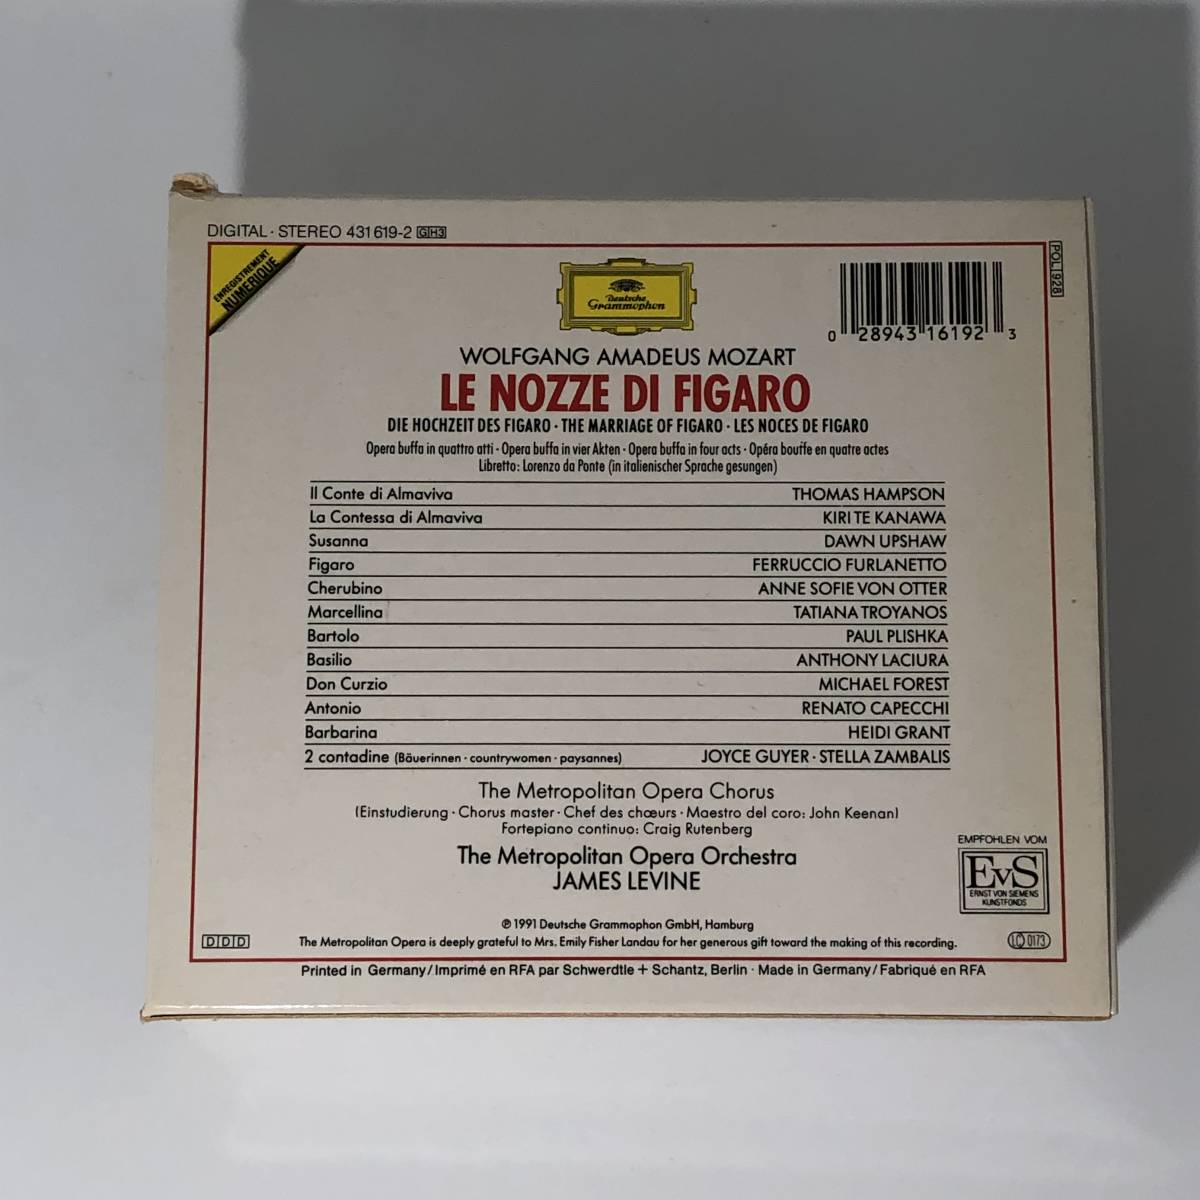 DIGITAL · STEREO 431 619-2 GH3
POL 928
ENREGISTREMENT
NUMERIQUE
Deutsche
Grammophon
0 28943 16192 3
WOLFGANG AMADEUS MOZART
LE NOZZE DI FIGARO
DIE HOCHZEIT DES FIGARO · THE MARRIAGE OF FIGARO · LES NOCES DE FIGARO
Opera buffa in quattro atti · Opera buffa in vier Akten · Opera buffa in four acts · Opéra bouffe en quatre actes
Libretto: Lorenzo da Ponte (in italienischer Sprache gesungen)
Il Conte di Almaviva THOMAS HAMPSON
La Contessa di Almaviva KIRI TE KANAWA
Susanna DAWN UPSHAW
Figaro FERRUCCIO FURLANETTO
Cherubino ANNE SOFIE VON OTTER
Marcellina TATIANA TROYANOS
Bartolo PAUL PLISHKA
Basilio ANTHONY LACIURA
Don Curzio MICHAEL FOREST
Antonio RENATO CAPECCHI
Barbarina HEIDI GRANT
2 contadine (Bäuerinnen · countrywomen · paysannes) JOYCE GUYER · STELLA ZAMBALIS
The Metropolitan Opera Chorus
(Einstudierung · Chorus master · Chef des chœurs · Maestro del coro: John Keenan)
Fortepiano continuo: Craig Rutenberg
The Metropolitan Opera Orchestra
JAMES LEVINE
EMPFOHLEN VOM
EvS
ERNST VON SIEMENS
KUNSTFONDS
℗ 1991 Deutsche Grammophon GmbH, Hamburg
DDD
The Metropolitan Opera is deeply grateful to Mrs. Emily Fisher Landau for her generous gift toward the making of this recording.
LC 0173
Printed in Germany / Imprimé en RFA par Schwerdtle + Schantz, Berlin · Made in Germany / Fabriqué en RFA